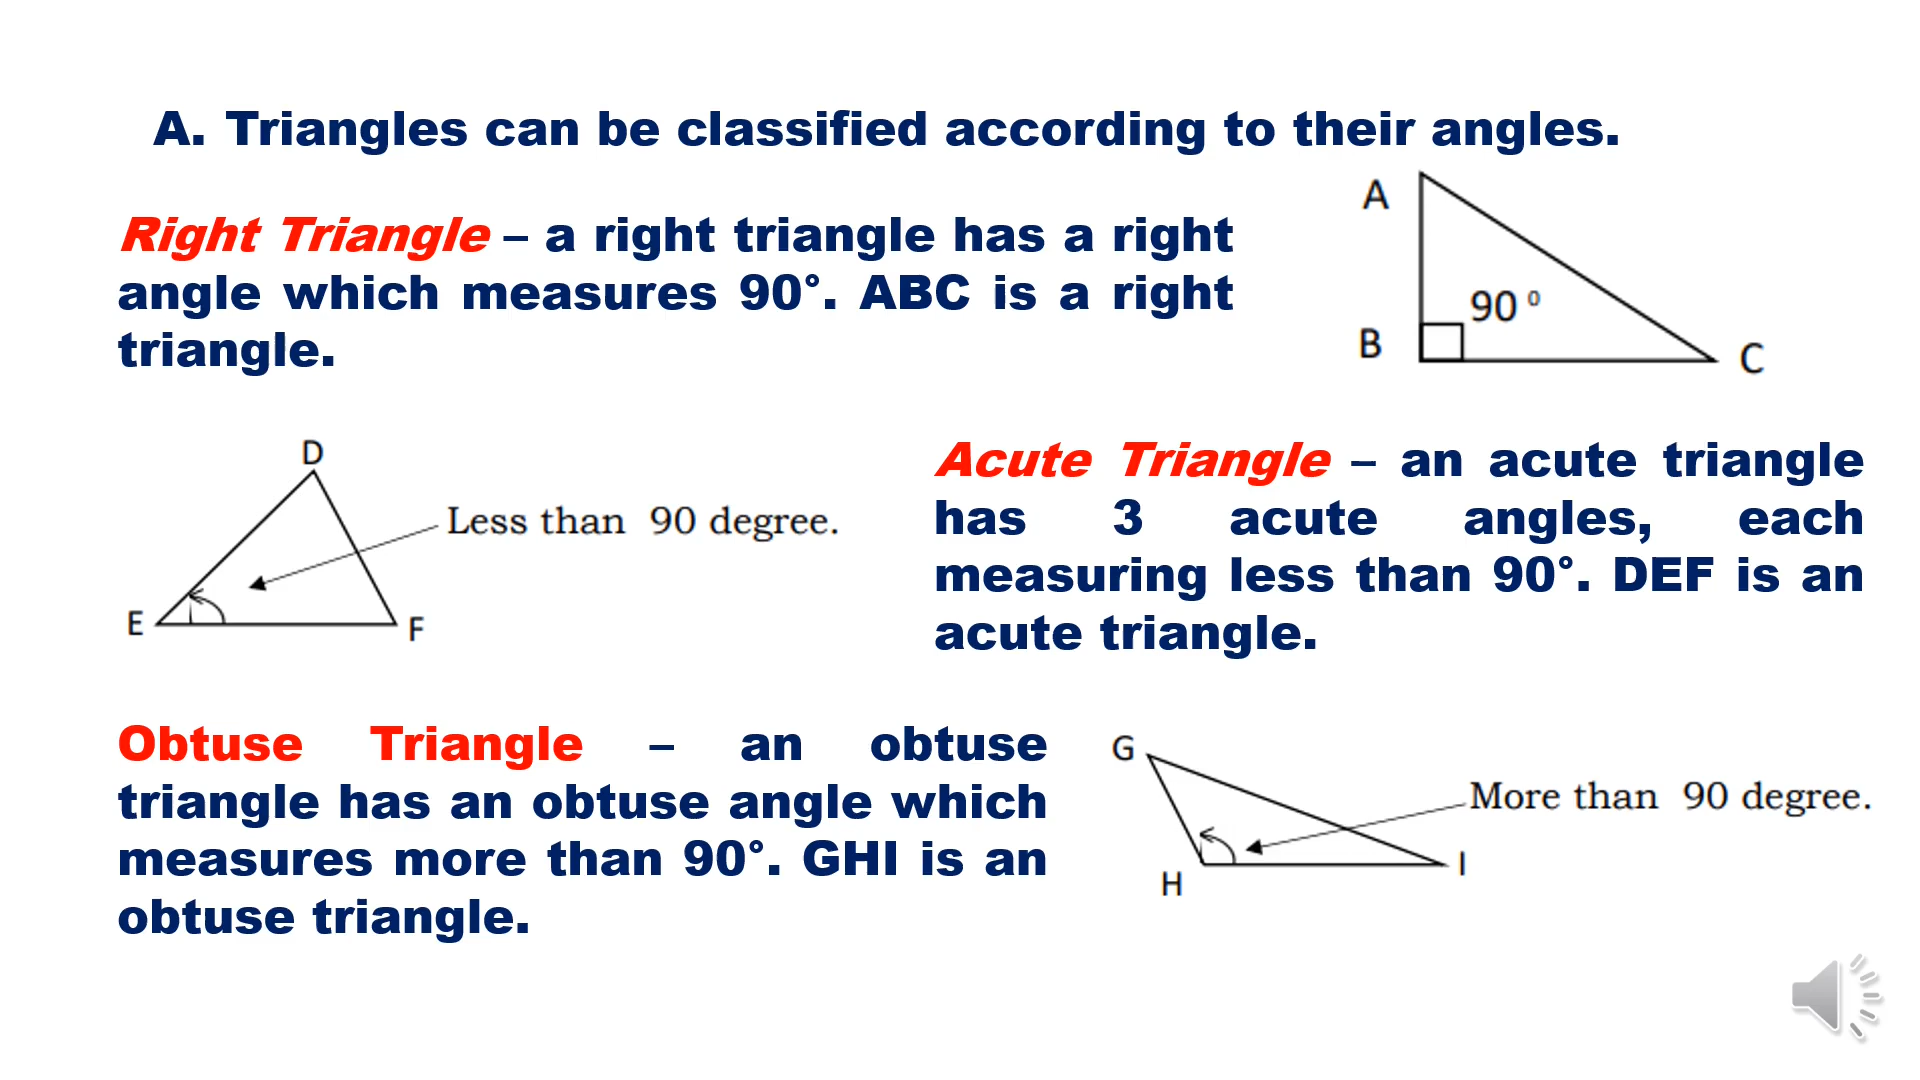 A. Triangles can be classified according to their angles.
Right Triangle – a right triangle has a right
angle which measures 90°. ABC is a right
triangle.
A
90 0
B
C
D
Less than 90 degree.
E
F
Acute Triangle – an acute triangle
has 3 acute angles, each
measuring less than 90°. DEF is an
acute triangle.
Obtuse Triangle – an obtuse
triangle has an obtuse angle which
measures more than 90°. GHI is an
obtuse triangle.
G
More than 90 degree.
H
I